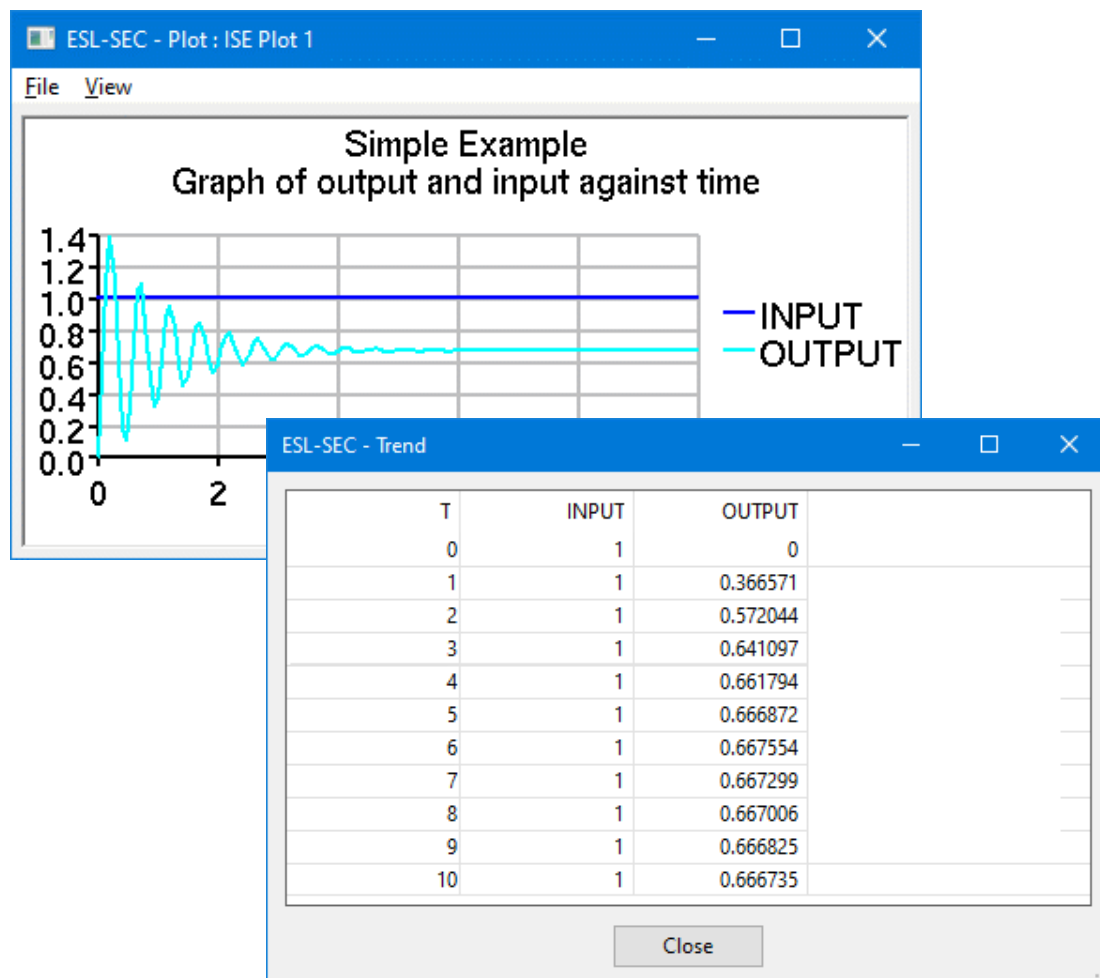 ESL-SEC - Plot : ISE Plot 1
File View
Simple Example
Graph of output and input against time
1.4
1.2
1.0
0.8
0.6
0.4
0.2
0.0
0 2
INPUT
OUTPUT
ESL-SEC - Trend
T INPUT OUTPUT
0 1 0
1 1 0.366571
2 1 0.572044
3 1 0.641097
4 1 0.661794
5 1 0.666872
6 1 0.667554
7 1 0.667299
8 1 0.667006
9 1 0.666825
10 1 0.666735
Close